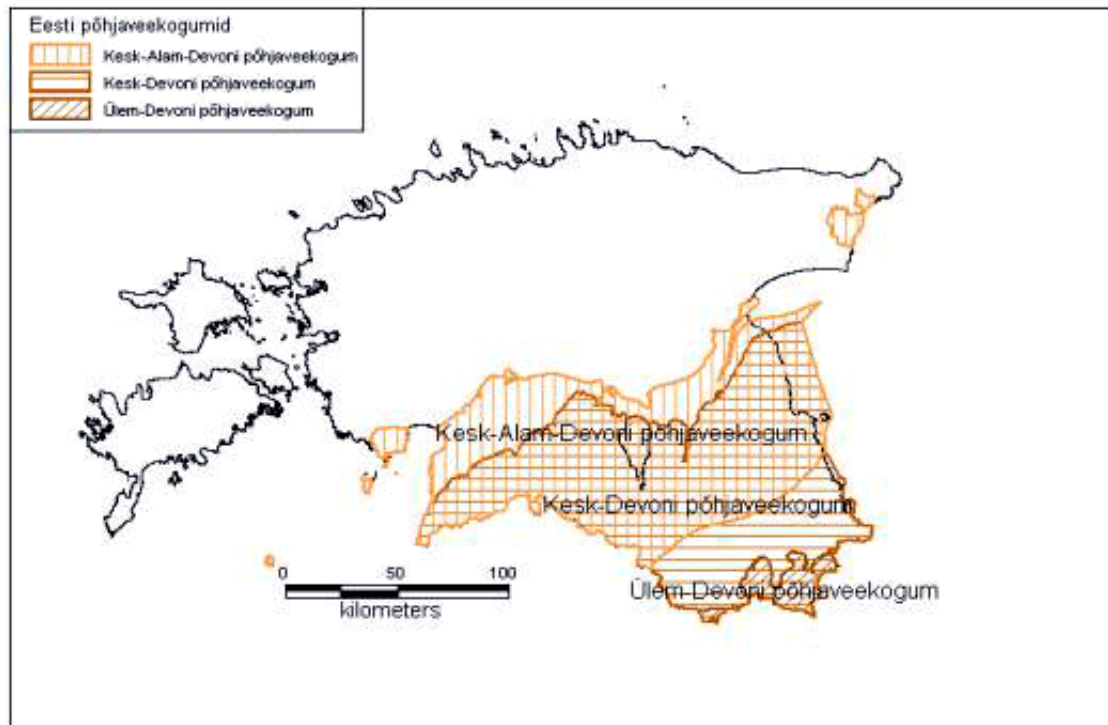 Eesti põhjaveekogumid
Kesk-Alam-Devoni põhjaveekogum
Kesk-Devoni põhjaveekogum
Ülem-Devoni põhjaveekogum
Kesk-Alam-Devoni põhjaveekogum
Kesk-Devoni põhjaveekogum
Ülem-Devoni põhjaveekogum
0 50 100
kilometers